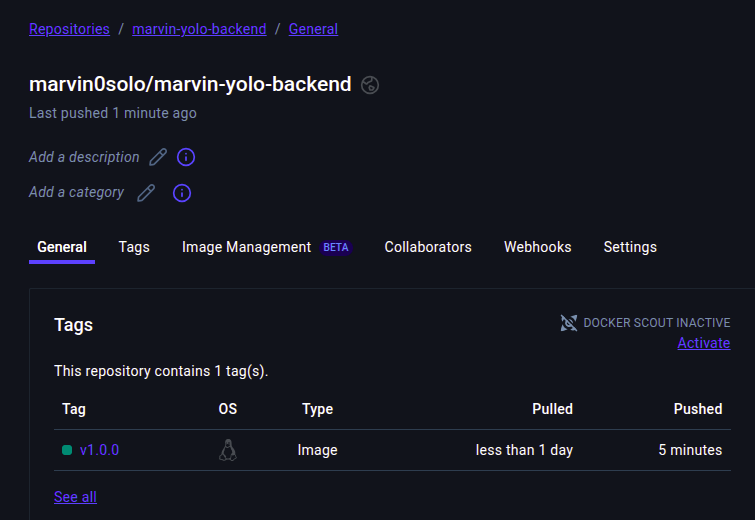 Repositories / marvin-yolo-backend / General
marvin0solo/marvin-yolo-backend
Last pushed 1 minute ago
Add a description
Add a category
General Tags Image Management BETA Collaborators Webhooks Settings
Tags
DOCKER SCOUT INACTIVE
Activate
This repository contains 1 tag(s).
Tag OS Type Pulled Pushed
v1.0.0 Image less than 1 day 5 minutes
See all